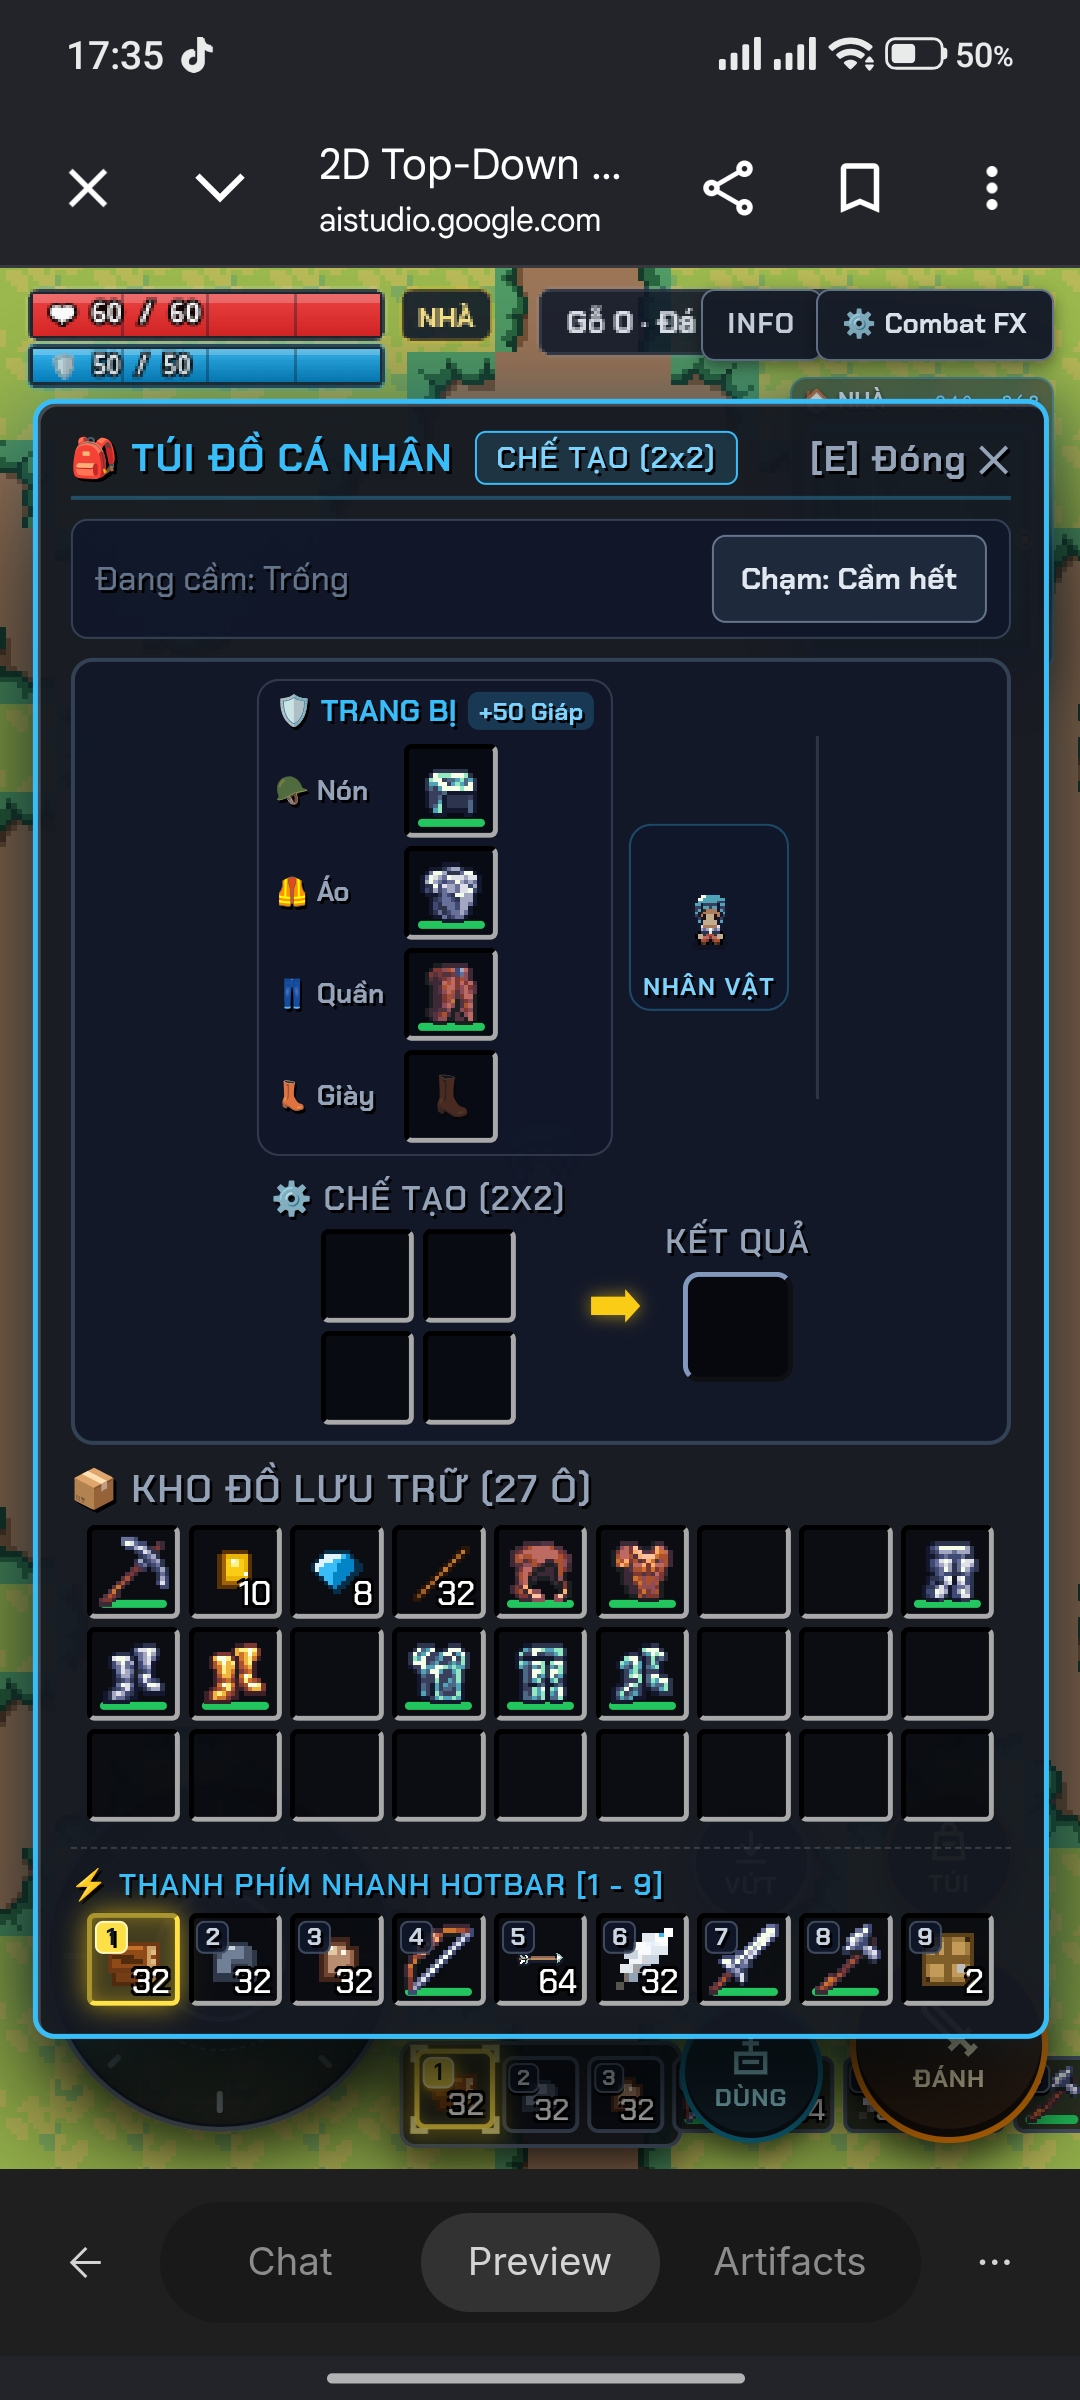 17:35
50%
2D Top-Down ...
aistudio.google.com
60 / 60
50 / 50
NHÀ
Gỗ 0 · Đá
INFO
Combat FX
NHÀ
TÚI ĐỒ CÁ NHÂN
CHẾ TẠO (2x2)
[E] Đóng
Đang cầm: Trống
Chạm: Cầm hết
TRANG BỊ
+50 Giáp
Nón
Áo
Quần
Giày
NHÂN VẬT
CHẾ TẠO (2X2)
KẾT QUẢ
KHO ĐỒ LƯU TRỮ (27 Ô)
10
8
32
VỨT
TÚI
THANH PHÍM NHANH HOTBAR [1 - 9]
1 32
2 32
3 32
4
5 64
6 32
7
8
9 2
1 32
2 32
3 32
DÙNG
4
ĐÁNH
Chat
Preview
Artifacts